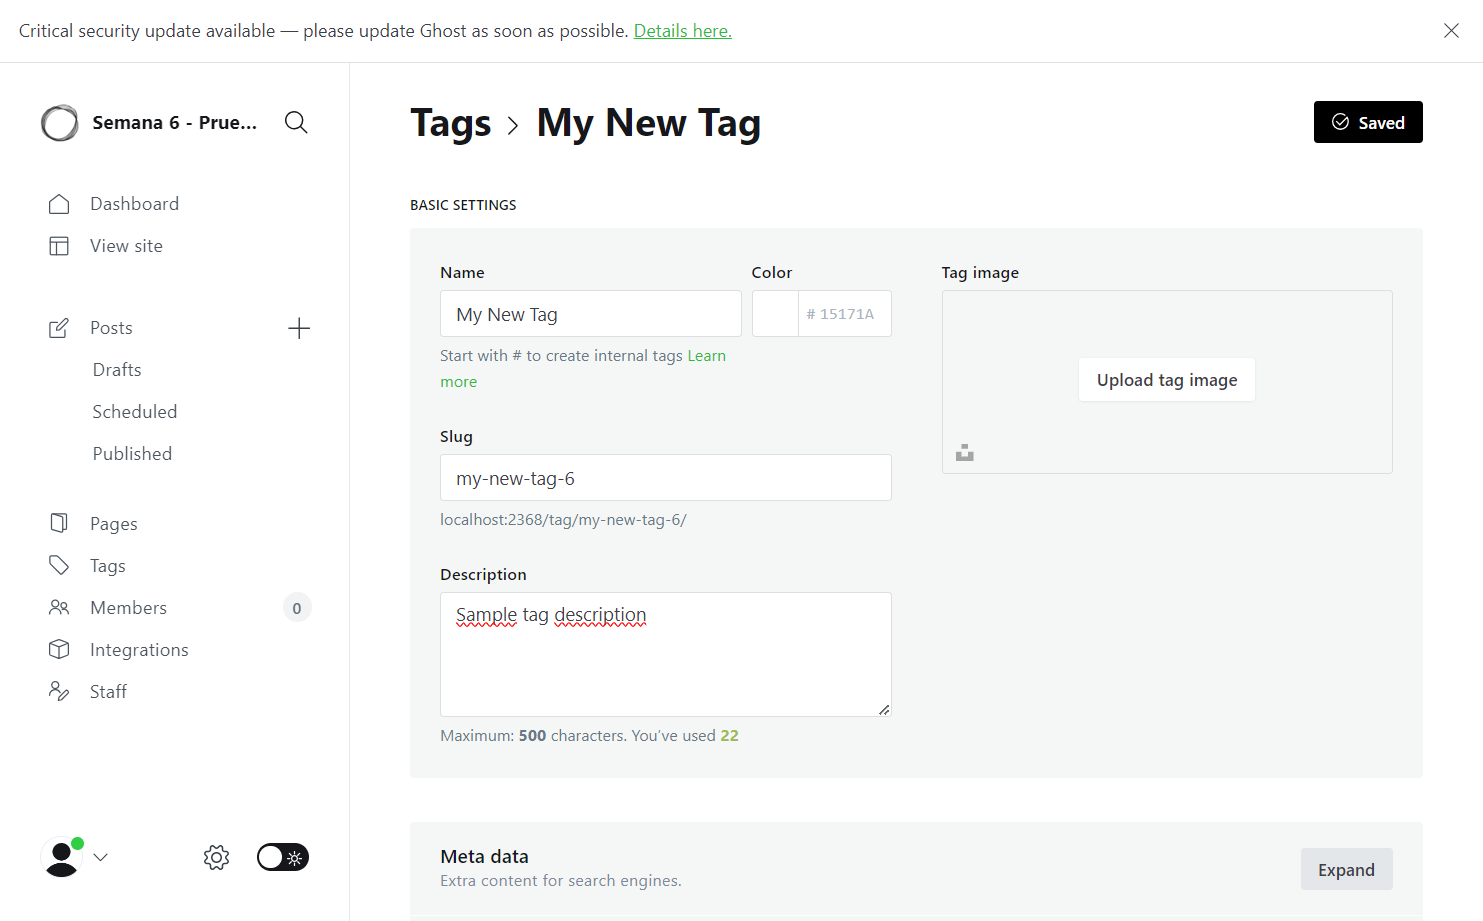 Critical security update available — please update Ghost as soon as possible. Details here.
Semana 6 - Prue...
Dashboard
View site
Posts
Drafts
Scheduled
Published
Pages
Tags
Members
0
Integrations
Staff
Tags > My New Tag
Saved
BASIC SETTINGS
Name
My New Tag
Start with # to create internal tags Learn
more
Color
# 15171A
Slug
my-new-tag-6
localhost:2368/tag/my-new-tag-6/
Description
Sample tag description
Maximum: 500 characters. You’ve used 22
Tag image
Upload tag image
Meta data
Extra content for search engines.
Expand